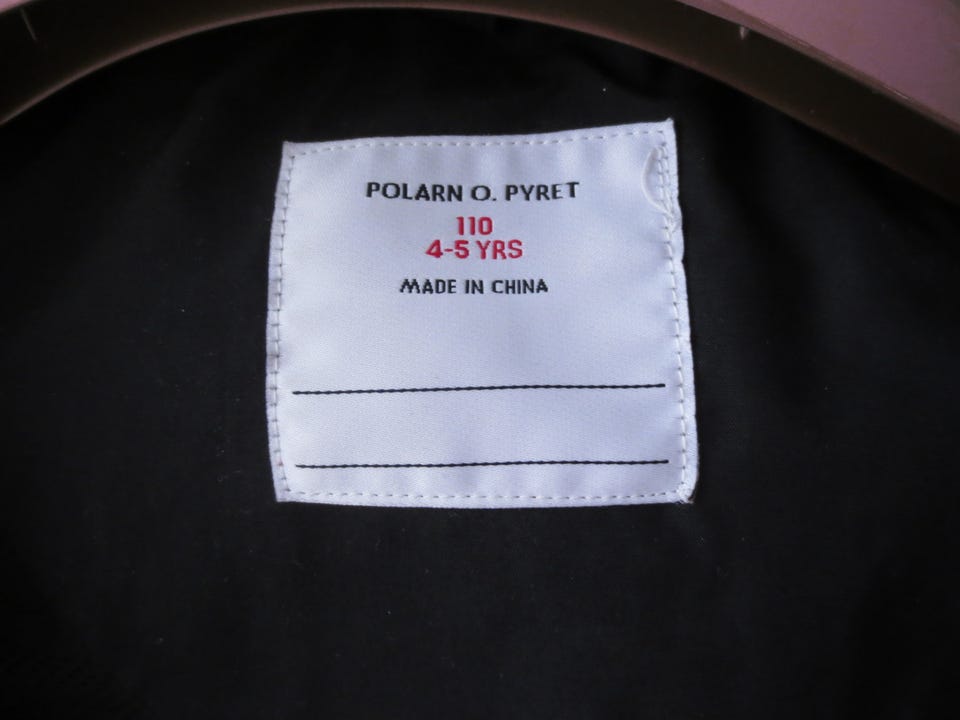 POLARN O. PYRET
110
4-5 YRS
MADE IN CHINA